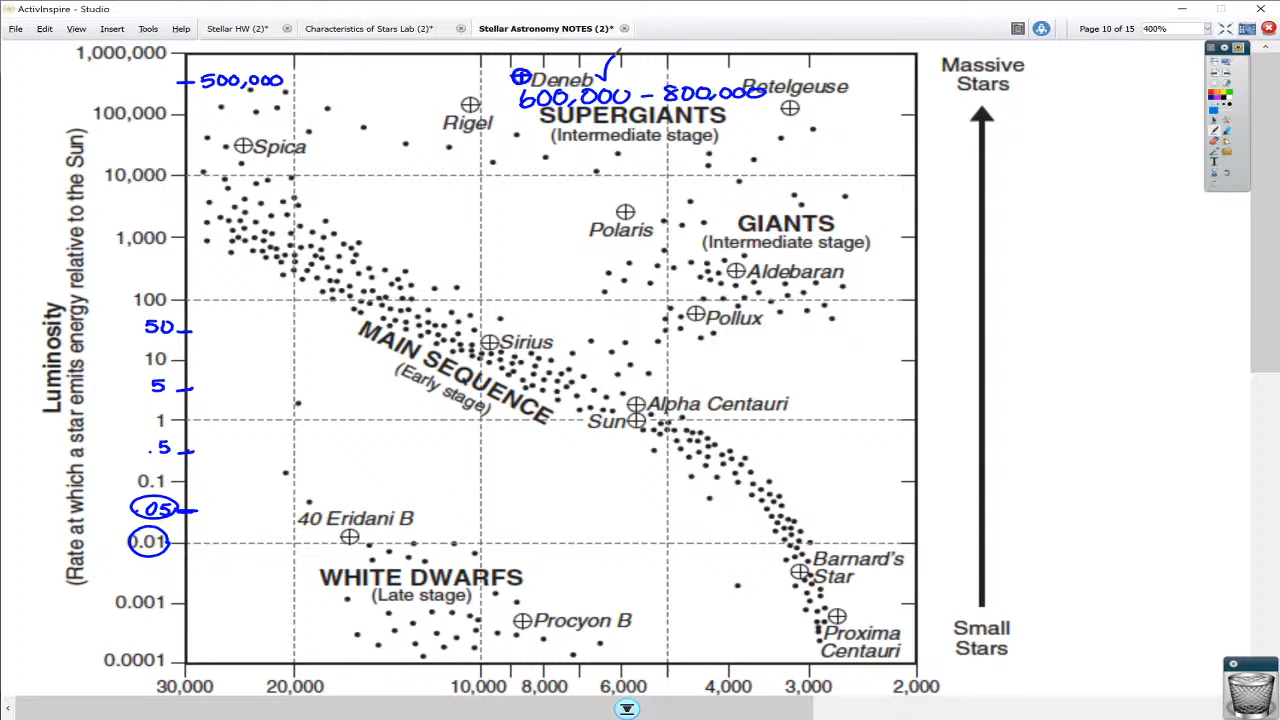 ActivInspire - Studio
File Edit View Insert Tools Help
Stellar HW (2)*
Characteristics of Stars Lab (2)*
Stellar Astronomy NOTES (2)*
Page 10 of 15
400%
Luminosity
(Rate at which a star emits energy relative to the Sun)
1,000,000
500,000
100,000
10,000
1,000
100
50
10
5
1
.5
0.1
.05
0.01
0.001
0.0001
Deneb
600,000 - 800,000
Betelgeuse
Rigel
SUPERGIANTS
(Intermediate stage)
Spica
Polaris
GIANTS
(Intermediate stage)
Aldebaran
Pollux
Sirius
MAIN SEQUENCE
(Early stage)
Alpha Centauri
Sun
40 Eridani B
WHITE DWARFS
(Late stage)
Procyon B
Barnard's
Star
Proxima
Centauri
30,000 20,000 10,000 8,000 6,000 4,000 3,000 2,000
Massive
Stars
Small
Stars